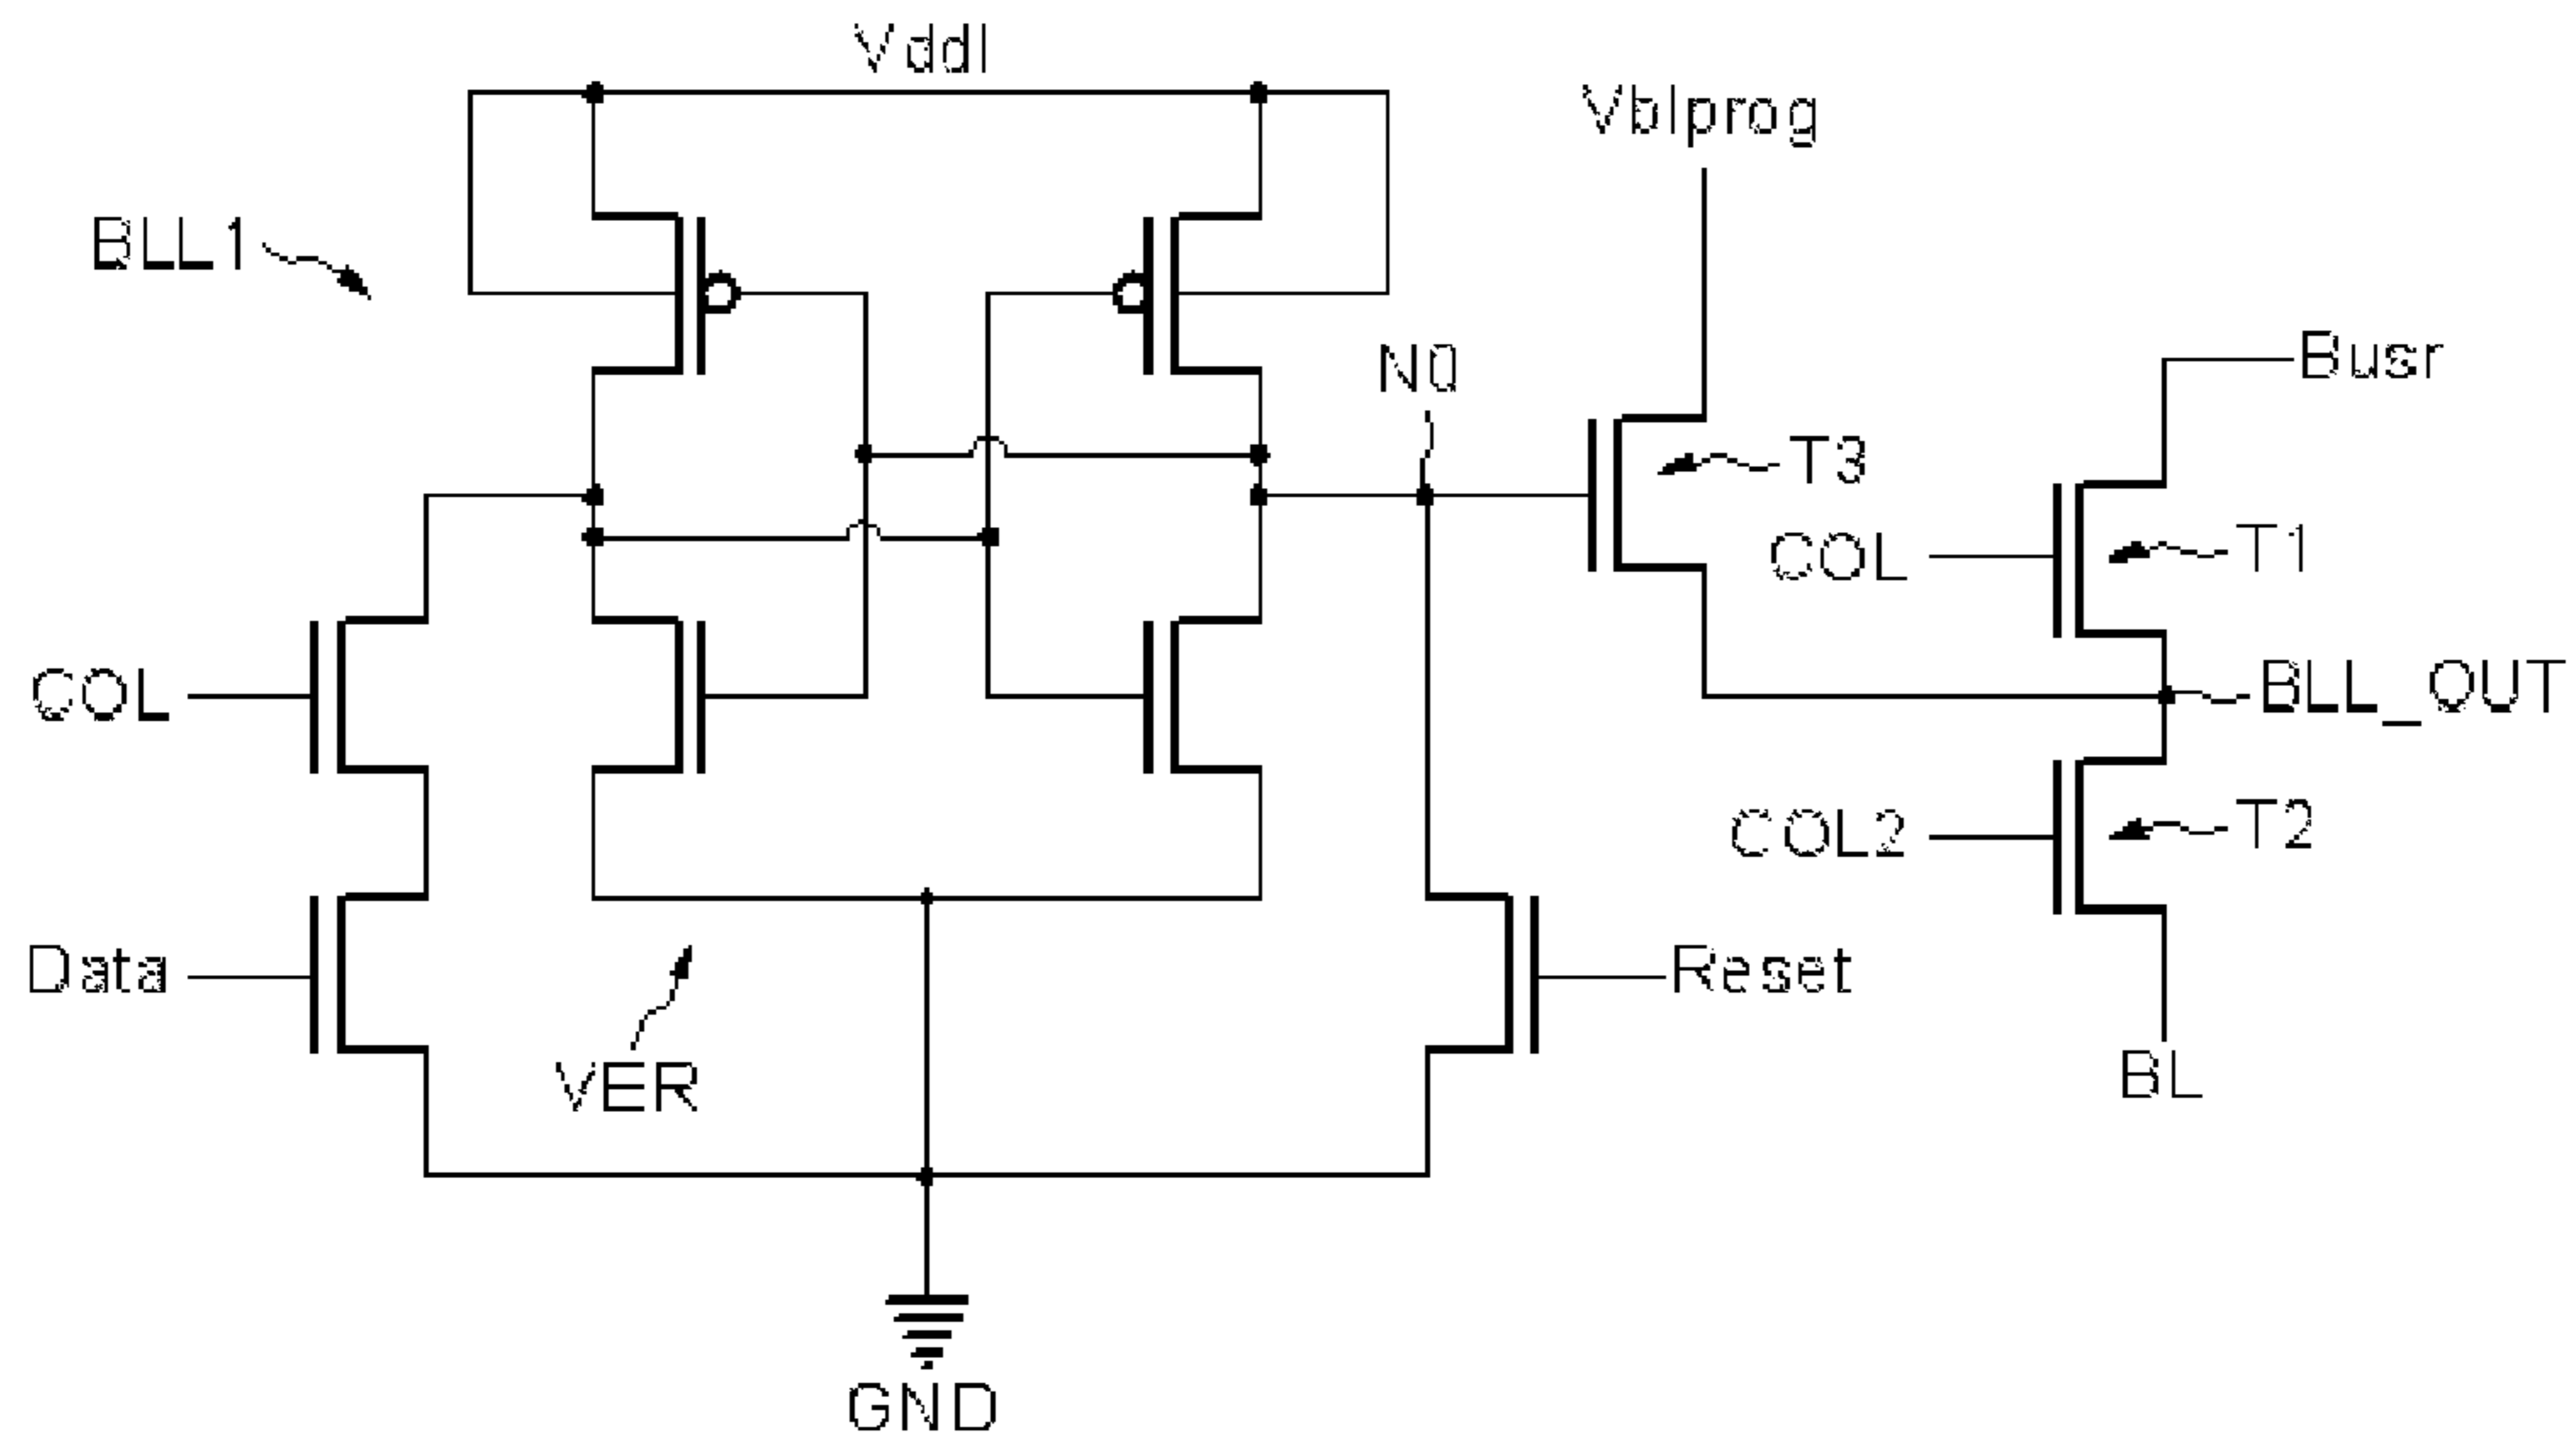 Vddl
Vblprog
BLL1
N0
Busr
T3
COL
T1
COL
BLL_OUT
COL2
T2
Data
Reset
VER
BL
GND